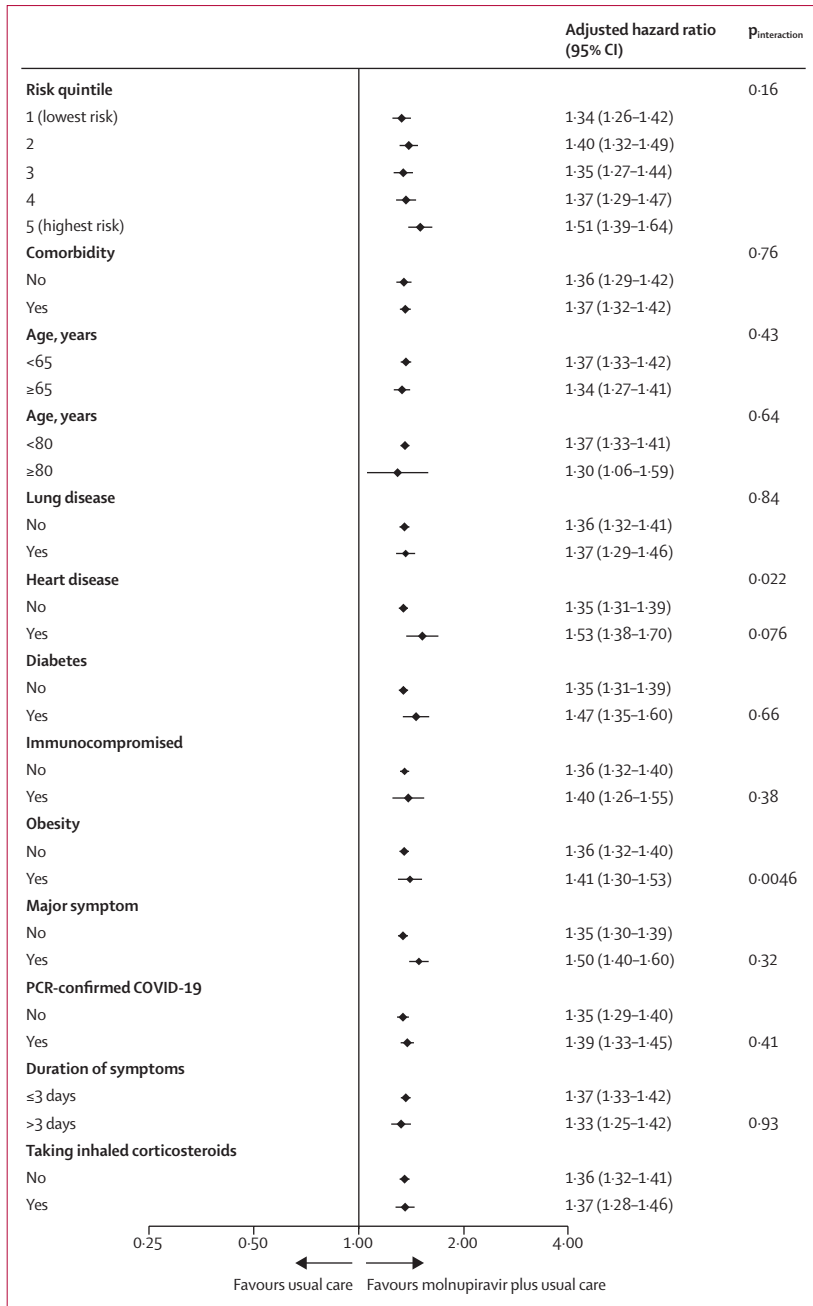 Adjusted hazard ratio (95% CI) pinteraction
Risk quintile 0·16
1 (lowest risk) 1·34 (1·26–1·42)
2 1·40 (1·32–1·49)
3 1·35 (1·27–1·44)
4 1·37 (1·29–1·47)
5 (highest risk) 1·51 (1·39–1·64)
Comorbidity 0·76
No 1·36 (1·29–1·42)
Yes 1·37 (1·32–1·42)
Age, years 0·43
<65 1·37 (1·33–1·42)
≥65 1·34 (1·27–1·41)
Age, years 0·64
<80 1·37 (1·33–1·41)
≥80 1·30 (1·06–1·59)
Lung disease 0·84
No 1·36 (1·32–1·41)
Yes 1·37 (1·29–1·46)
Heart disease 0·022
No 1·35 (1·31–1·39)
Yes 1·53 (1·38–1·70) 0·076
Diabetes
No 1·35 (1·31–1·39)
Yes 1·47 (1·35–1·60) 0·66
Immunocompromised
No 1·36 (1·32–1·40)
Yes 1·40 (1·26–1·55) 0·38
Obesity
No 1·36 (1·32–1·40)
Yes 1·41 (1·30–1·53) 0·0046
Major symptom
No 1·35 (1·30–1·39)
Yes 1·50 (1·40–1·60) 0·32
PCR-confirmed COVID-19
No 1·35 (1·29–1·40)
Yes 1·39 (1·33–1·45) 0·41
Duration of symptoms
≤3 days 1·37 (1·33–1·42)
>3 days 1·33 (1·25–1·42) 0·93
Taking inhaled corticosteroids
No 1·36 (1·32–1·41)
Yes 1·37 (1·28–1·46)
0·25 0·50 1·00 2·00 4·00
Favours usual care Favours molnupiravir plus usual care